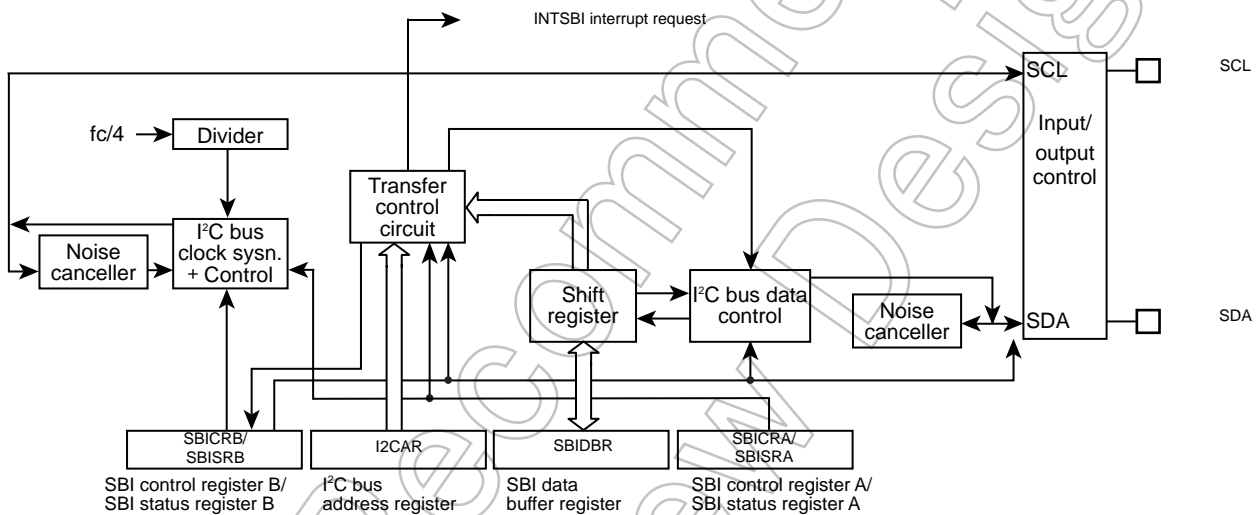 INTSBI interrupt request
SCL
SCL
Input/
output
control
fc/4
Divider
Transfer
control
circuit
I²C bus
clock sysn.
+ Control
Noise
canceller
Shift
register
I²C bus data
control
Noise
canceller
SDA
SDA
SBICRB/
SBISRB
I2CAR
SBIDBR
SBICRA/
SBISRA
SBI control register B/
SBI status register B
I²C bus
address register
SBI data
buffer register
SBI control register A/
SBI status register A